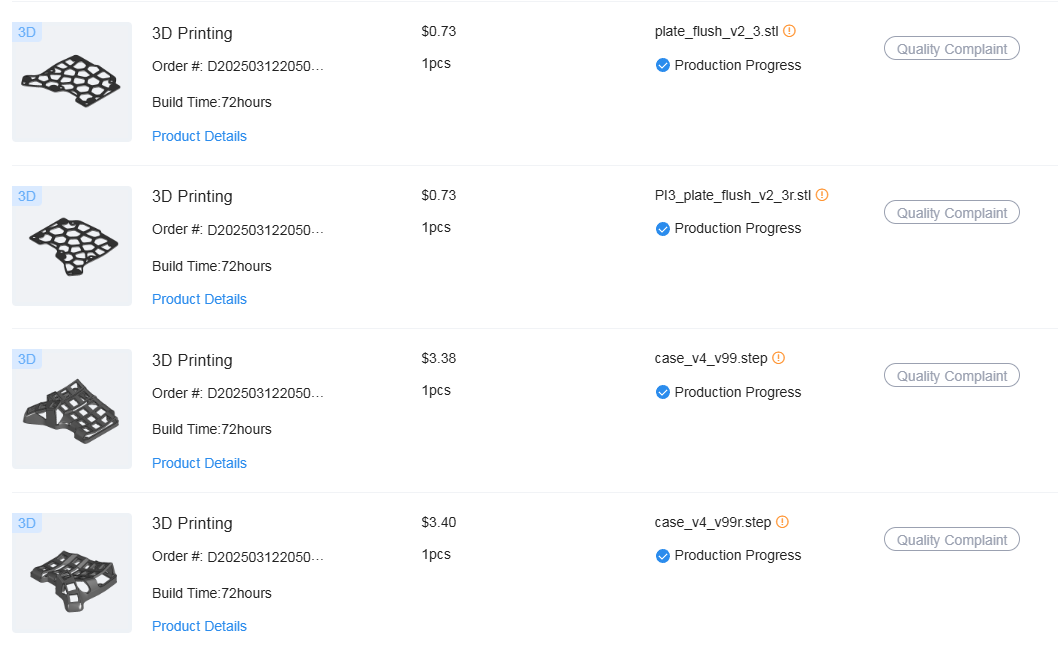 3D
3D Printing
$0.73
plate_flush_v2_3.stl
Quality Complaint
Order #: D202503122050...
1pcs
Production Progress
Build Time:72hours
Product Details
3D
3D Printing
$0.73
PI3_plate_flush_v2_3r.stl
Quality Complaint
Order #: D202503122050...
1pcs
Production Progress
Build Time:72hours
Product Details
3D
3D Printing
$3.38
case_v4_v99.step
Quality Complaint
Order #: D202503122050...
1pcs
Production Progress
Build Time:72hours
Product Details
3D
3D Printing
$3.40
case_v4_v99r.step
Quality Complaint
Order #: D202503122050...
1pcs
Production Progress
Build Time:72hours
Product Details